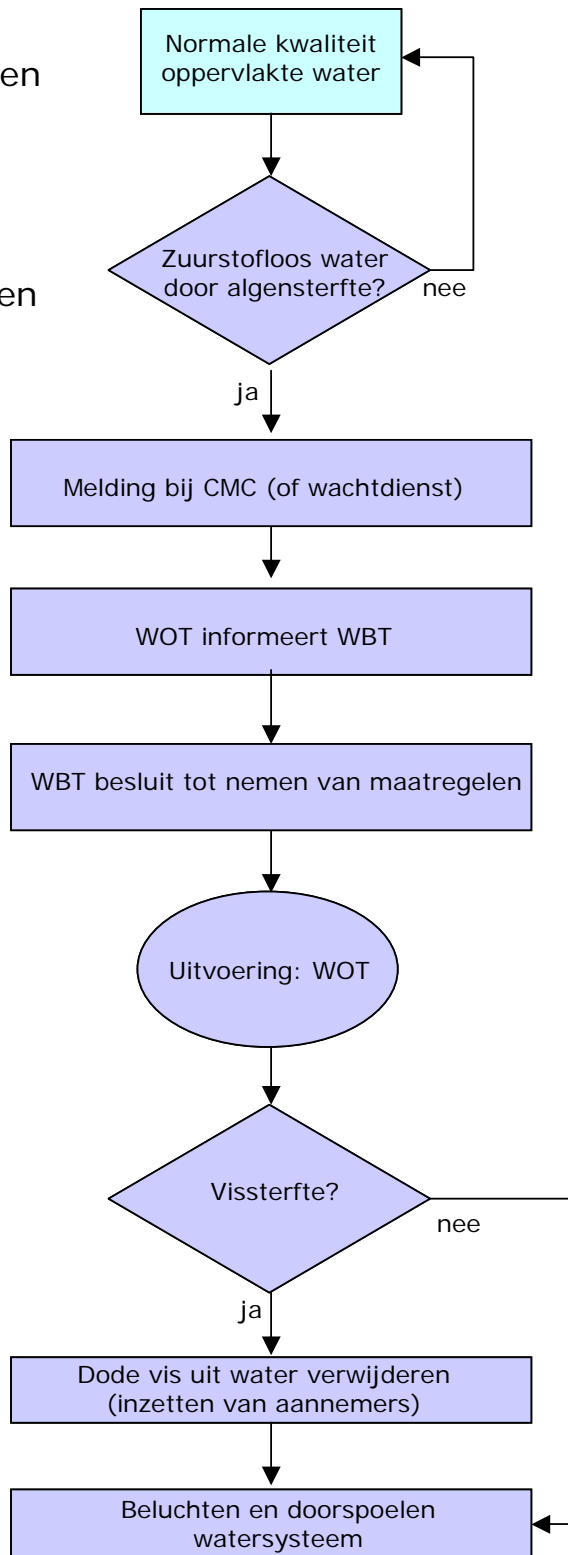 Normale kwaliteit
oppervlakte water
en
Zuurstofloos water
door algensterfte?
nee
en
ja
Melding bij CMC (of wachtdienst)
WOT informeert WBT
WBT besluit tot nemen van maatregelen
Uitvoering: WOT
Vissterfte?
nee
ja
Dode vis uit water verwijderen
(inzetten van aannemers)
Beluchten en doorspoelen
watersysteem